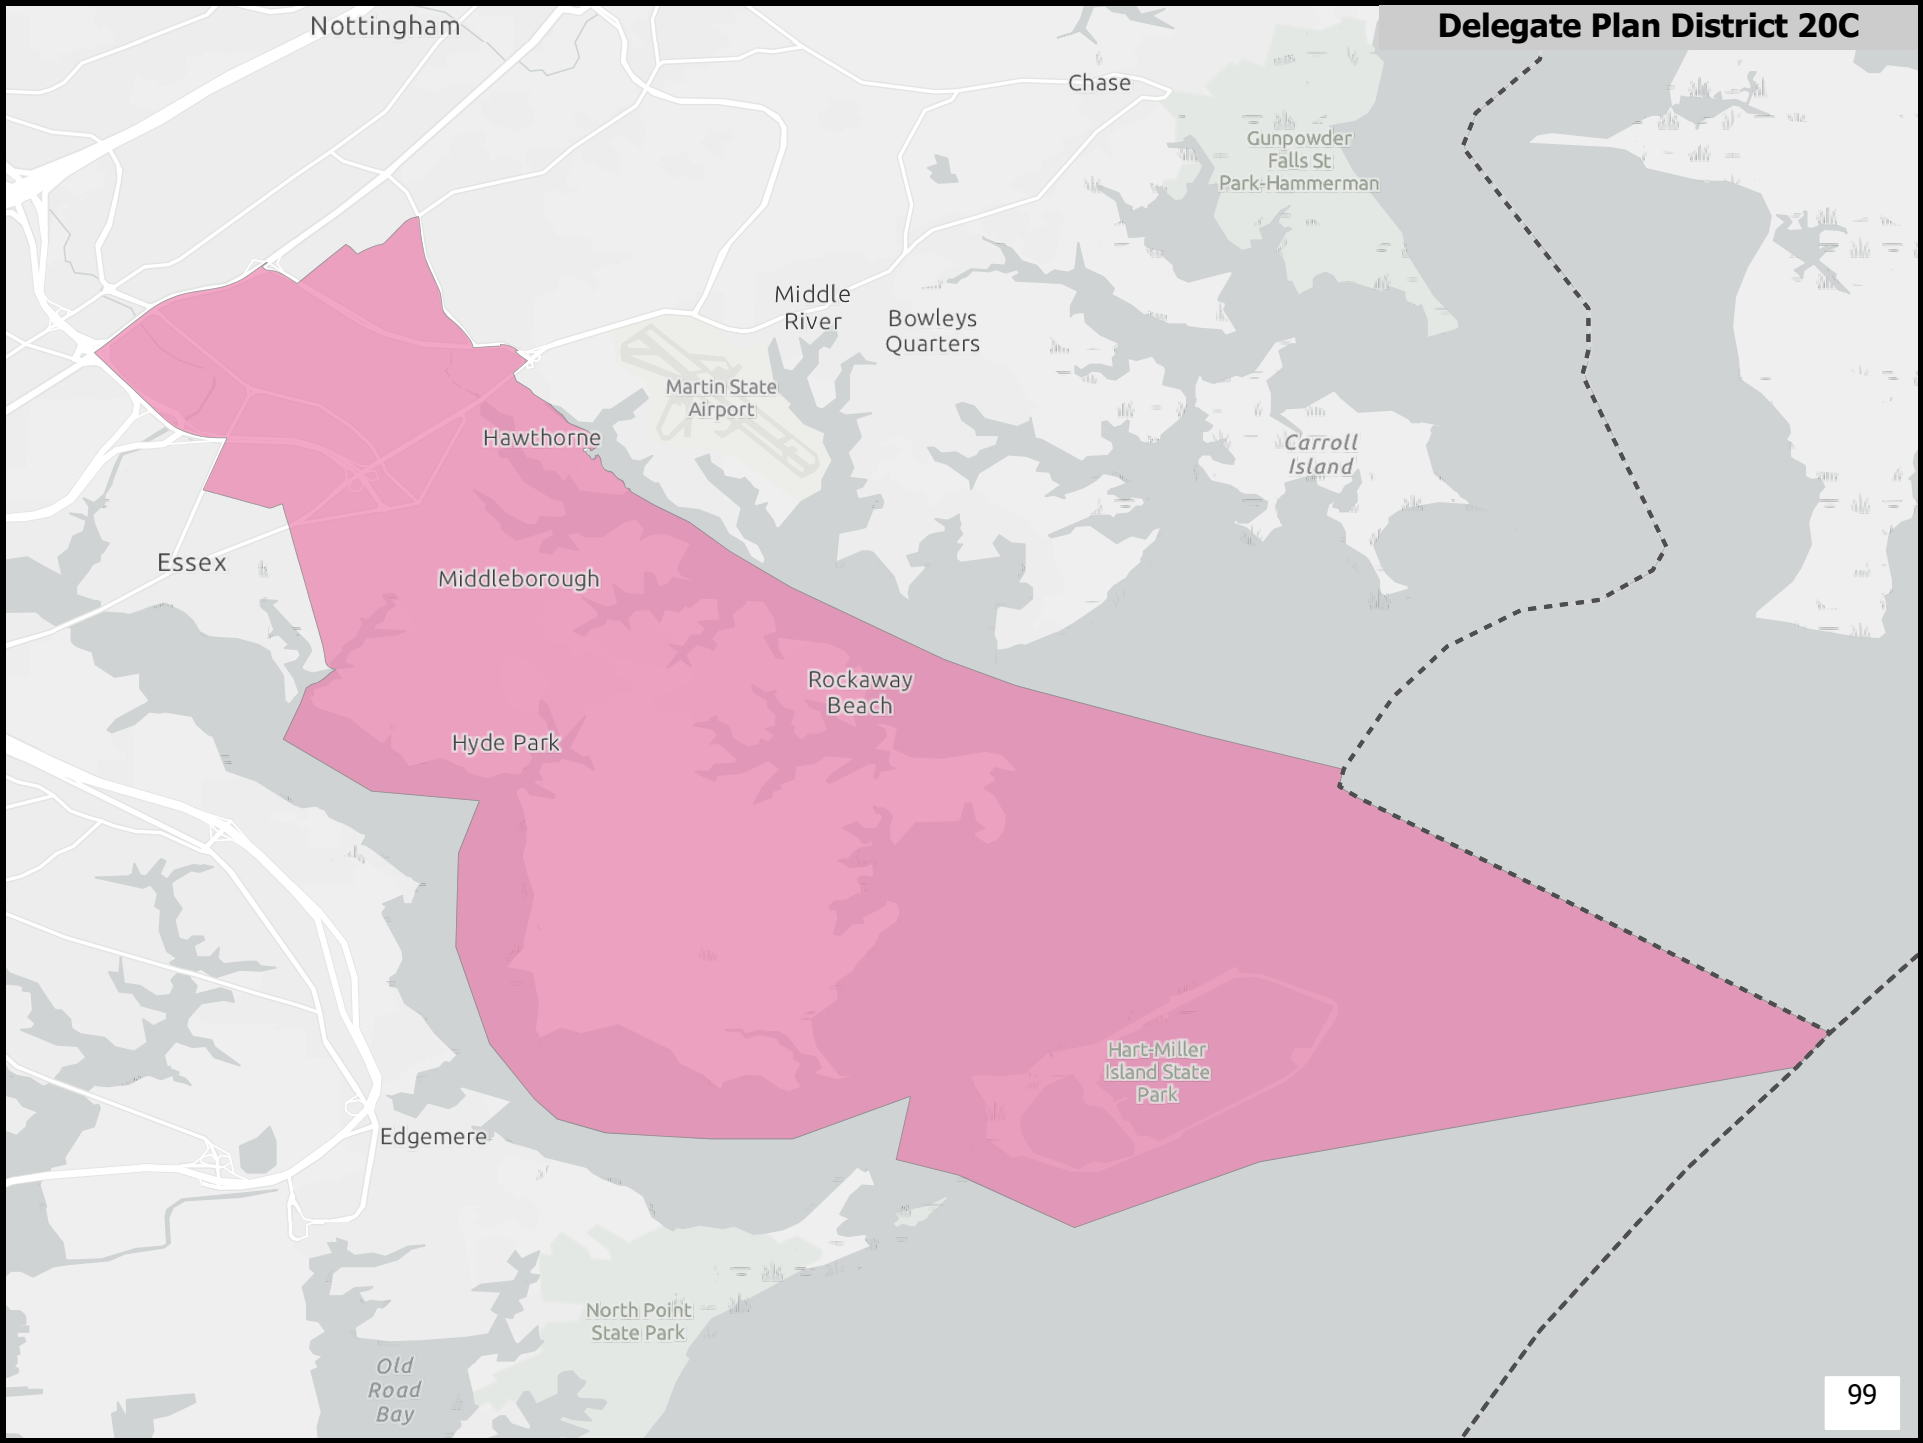 Delegate Plan District 20C
Nottingham
Chase
Gunpowder
Falls St
Park-Hammerman
Middle
River
Bowleys
Quarters
Martin State
Airport
Hawthorne
Carroll
Island
Essex
Middleborough
Rockaway
Beach
Hyde Park
Hart-Miller
Island State
Park
Edgemere
North Point
State Park
Old
Road
Bay
99